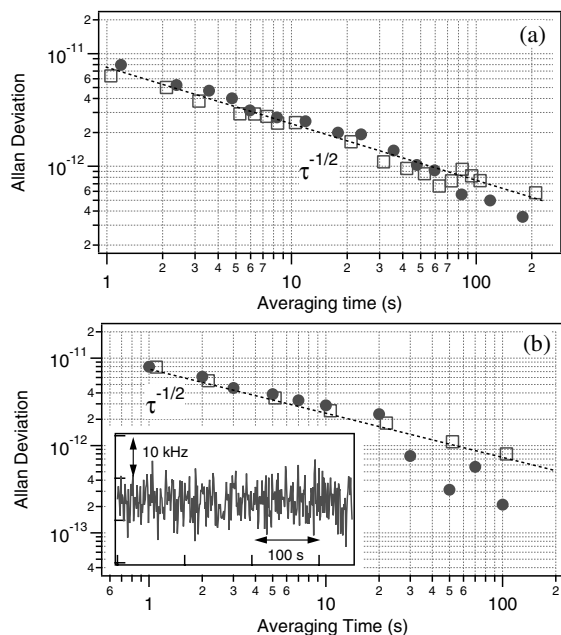 (a)
10⁻¹¹
8
6
4
2
10⁻¹²
8
6
4
2
Allan Deviation
τ⁻¹/²
1 2 3 4 5 6 7 10 2 3 4 5 6 7 100 2
Averaging time (s)
(b)
2
10⁻¹¹
4
2
10⁻¹²
4
2
10⁻¹³
4
Allan Deviation
τ⁻¹/²
10 kHz
100 s
6 8 1 2 3 4 5 6 10 2 3 4 5 6 100 2
Averaging Time (s)